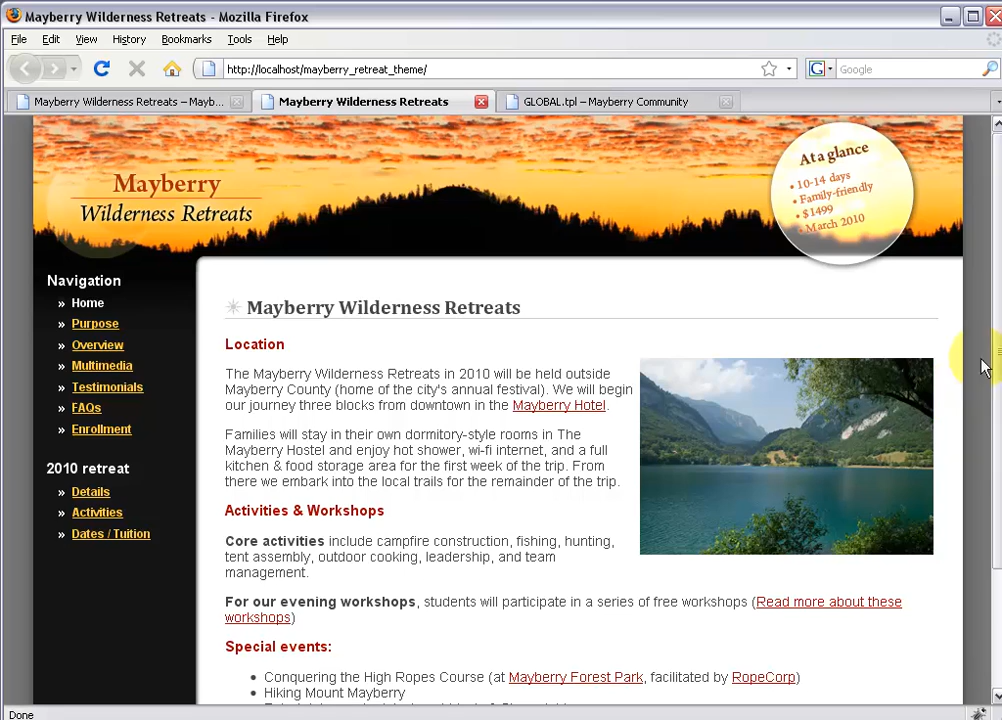 Mayberry Wilderness Retreats - Mozilla Firefox
File Edit View History Bookmarks Tools Help
http://localhost/mayberry_retreat_theme/
Google
Mayberry Wilderness Retreats – Mayb...
Mayberry Wilderness Retreats
GLOBAL.tpl – Mayberry Community
Mayberry
Wilderness Retreats
At a glance
• 10-14 days
• Family-friendly
• $1499
• March 2010
Navigation
» Home
» Purpose
» Overview
» Multimedia
» Testimonials
» FAQs
» Enrollment
2010 retreat
» Details
» Activities
» Dates / Tuition
Mayberry Wilderness Retreats
Location
The Mayberry Wilderness Retreats in 2010 will be held outside
Mayberry County (home of the city's annual festival). We will begin
our journey three blocks from downtown in the Mayberry Hotel.
Families will stay in their own dormitory-style rooms in The
Mayberry Hostel and enjoy hot shower, wi-fi internet, and a full
kitchen & food storage area for the first week of the trip. From
there we embark into the local trails for the remainder of the trip.
Activities & Workshops
Core activities include campfire construction, fishing, hunting,
tent assembly, outdoor cooking, leadership, and team
management.
For our evening workshops, students will participate in a series of free workshops (Read more about these
workshops)
Special events:
• Conquering the High Ropes Course (at Mayberry Forest Park, facilitated by RopeCorp)
• Hiking Mount Mayberry
Done